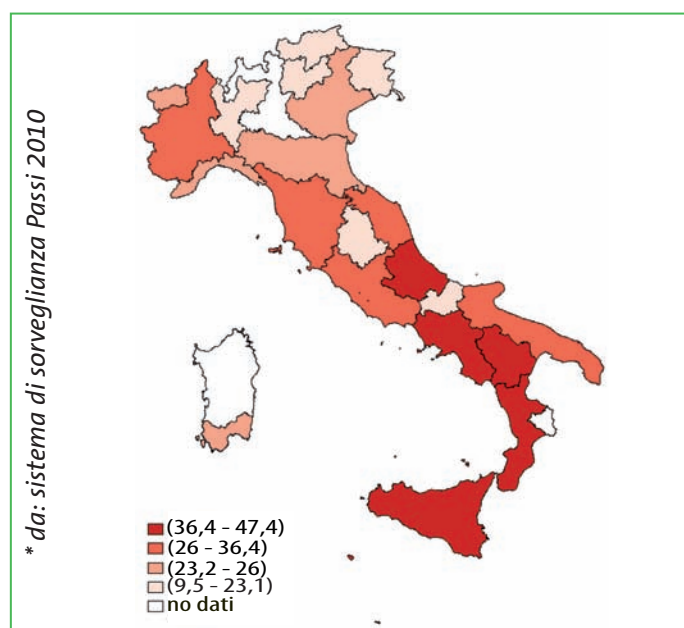 * da: sistema di sorveglianza Passi 2010
(36,4 - 47,4)
(26 - 36,4)
(23,2 - 26)
(9,5 - 23,1)
no dati